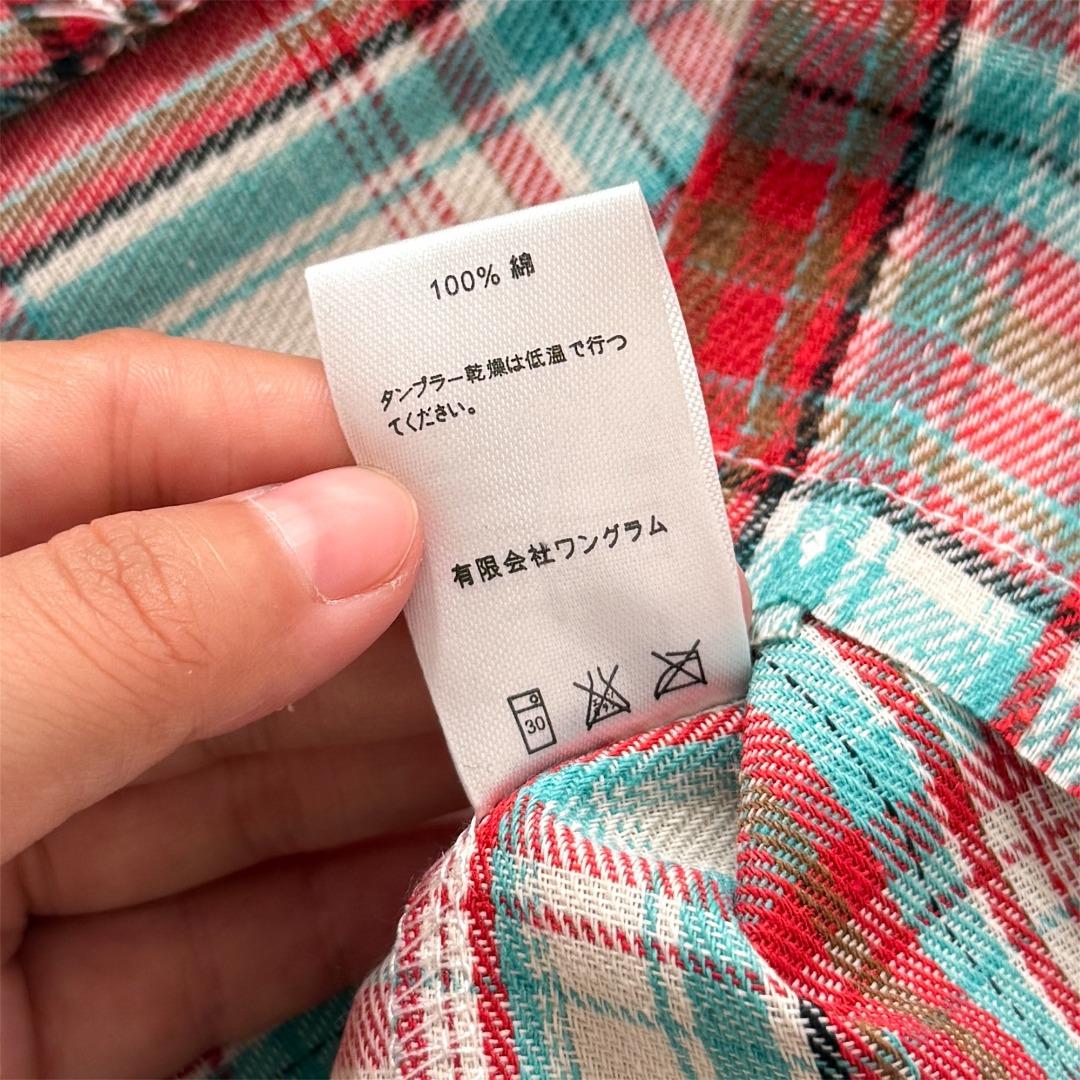 100% 綿
タンプラー乾燥は低温で行つ
てください。
有限会社ワングラム
30